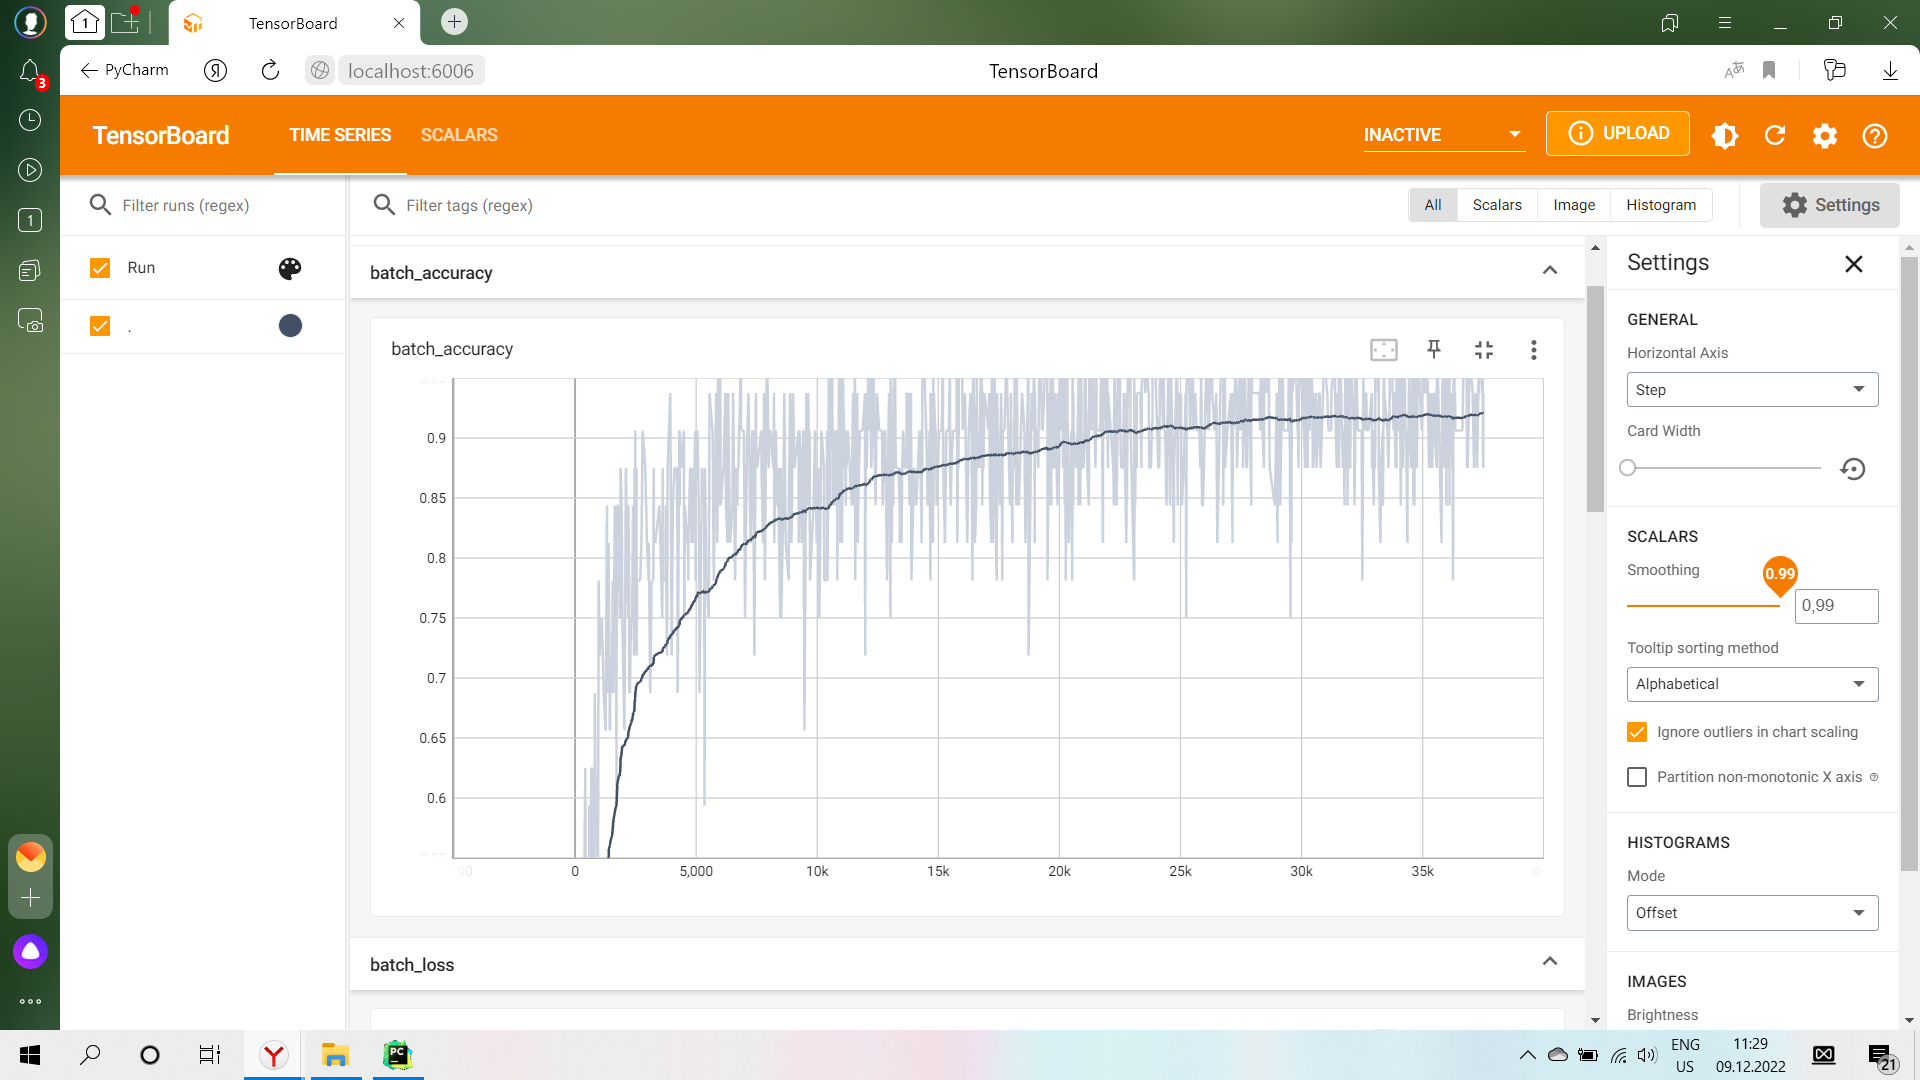 1
TensorBoard
3
PyCharm
Я
localhost:6006
TensorBoard
TensorBoard
TIME SERIES
SCALARS
INACTIVE
UPLOAD
1
Filter runs (regex)
Filter tags (regex)
All
Scalars
Image
Histogram
Settings
Run
.
batch_accuracy
batch_accuracy
0.9
0.85
0.8
0.75
0.7
0.65
0.6
0
5,000
10k
15k
20k
25k
30k
35k
batch_loss
Settings
GENERAL
Horizontal Axis
Step
Card Width
SCALARS
Smoothing
0.99
0,99
Tooltip sorting method
Alphabetical
Ignore outliers in chart scaling
Partition non-monotonic X axis
HISTOGRAMS
Mode
Offset
IMAGES
Brightness
Y
PC
ENG
US
11:29
09.12.2022
21